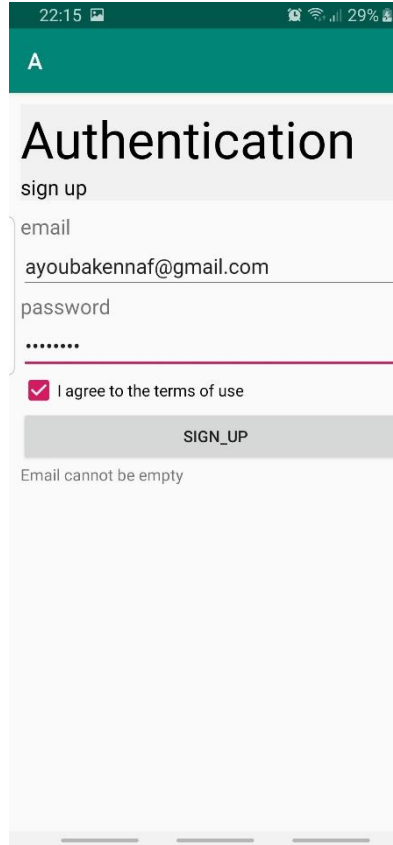 22:15 29%
A
Authentication
sign up
email
ayoubakennaf@gmail.com
password
••••••••
I agree to the terms of use
SIGN_UP
Email cannot be empty